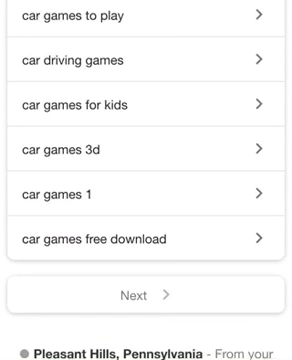 car games to play
car driving games
car games for kids
car games 3d
car games 1
car games free download
Next
Pleasant Hills, Pennsylvania - From your